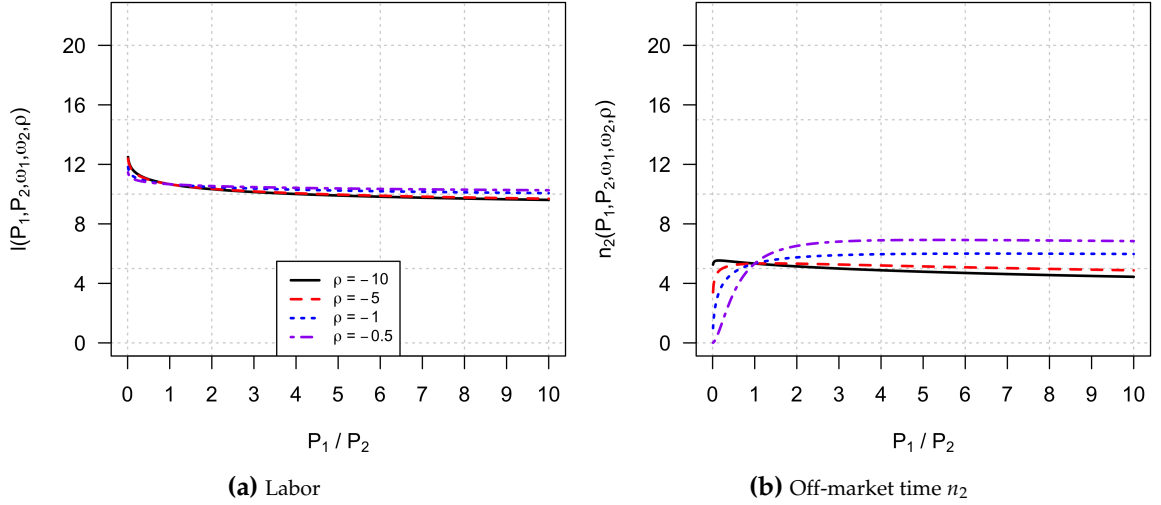 l(P₁,P₂,ω₁,ω₂,ρ)
20
16
12
8
4
0
ρ = −10
ρ = −5
ρ = −1
ρ = −0.5
0 1 2 3 4 5 6 7 8 9 10
P₁ / P₂
(a) Labor
n₂(P₁,P₂,ω₁,ω₂,ρ)
20
16
12
8
4
0
0 1 2 3 4 5 6 7 8 9 10
P₁ / P₂
(b) Off-market time n₂